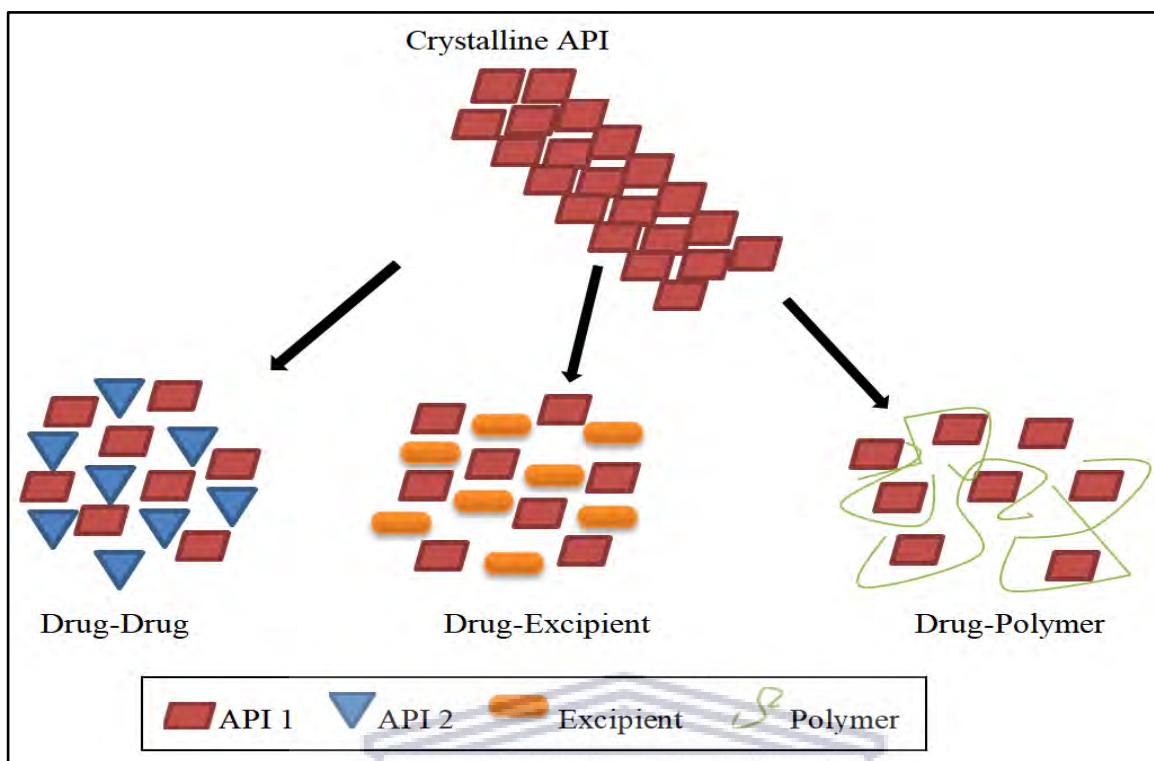 Crystalline API
Drug-Drug
Drug-Excipient
Drug-Polymer
API 1
API 2
Excipient
Polymer